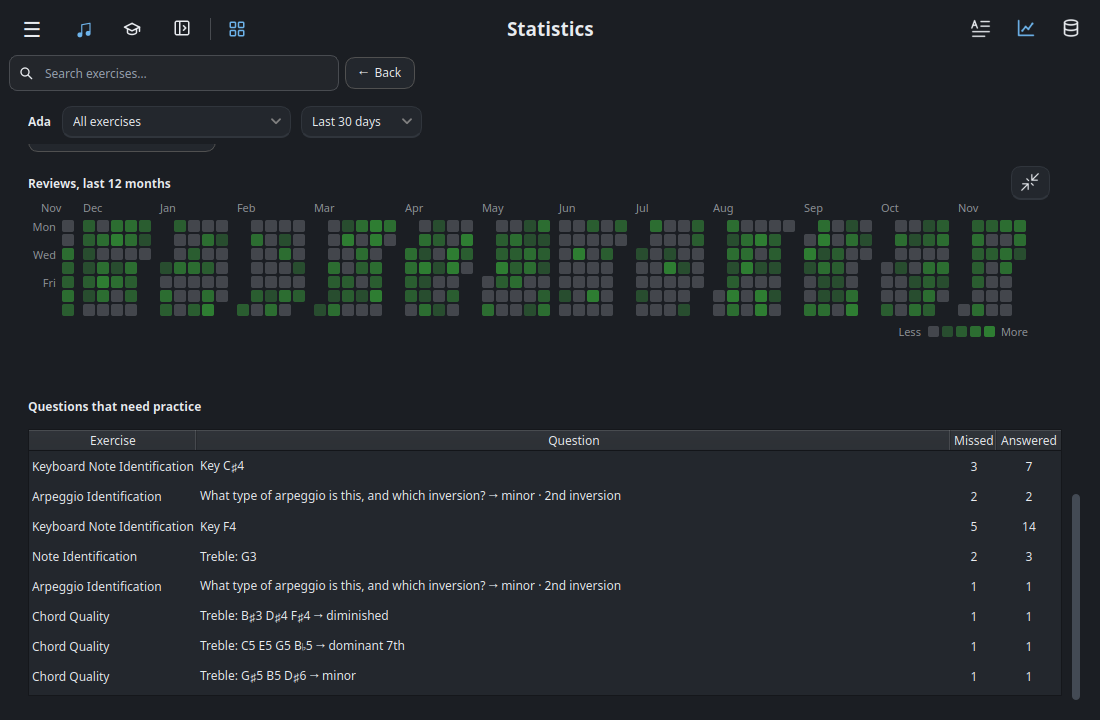 Statistics
Search exercises...
← Back
Ada All exercises Last 30 days
Reviews, last 12 months
Nov Dec Jan Feb Mar Apr May Jun Jul Aug Sep Oct Nov
Mon
Wed
Fri
Less More
Questions that need practice
Exercise Question Missed Answered
Keyboard Note Identification Key C♯4 3 7
Arpeggio Identification What type of arpeggio is this, and which inversion? → minor · 2nd inversion 2 2
Keyboard Note Identification Key F4 5 14
Note Identification Treble: G3 2 3
Arpeggio Identification What type of arpeggio is this, and which inversion? → minor · 2nd inversion 1 1
Chord Quality Treble: B♯3 D♯4 F♯4 → diminished 1 1
Chord Quality Treble: C5 E5 G5 B♭5 → dominant 7th 1 1
Chord Quality Treble: G♯5 B5 D♯6 → minor 1 1